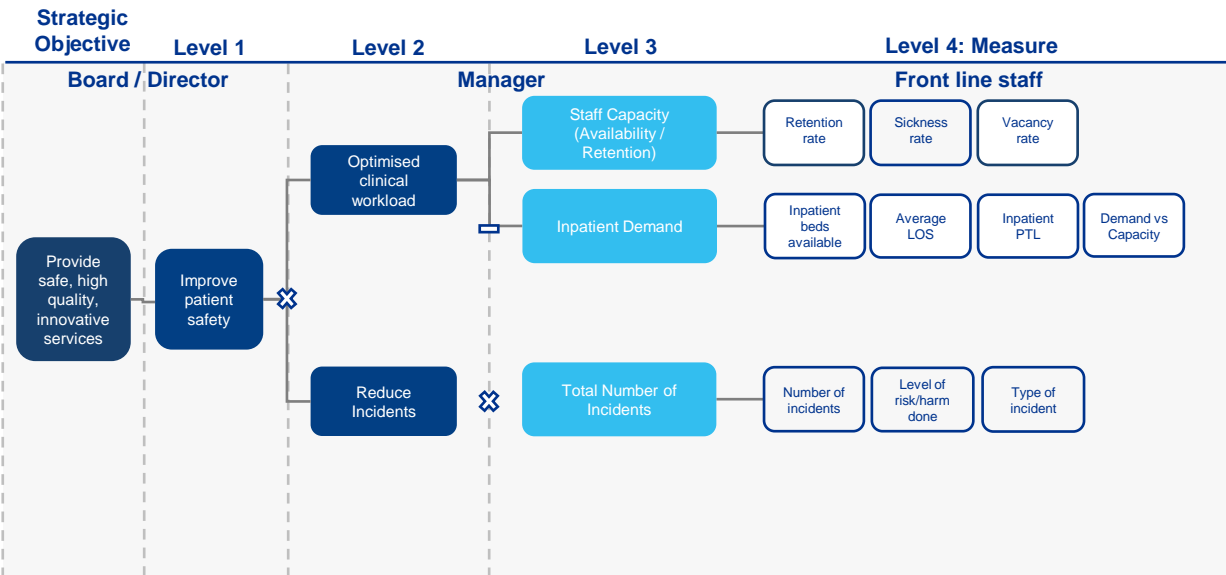 Strategic
Objective
Level 1
Level 2
Level 3
Level 4: Measure
Board / Director
Manager
Front line staff
Provide
safe, high
quality,
innovative
services
Improve
patient
safety
Optimised
clinical
workload
Staff Capacity
(Availability /
Retention)
Retention
rate
Sickness
rate
Vacancy
rate
Inpatient Demand
Inpatient
beds
available
Average
LOS
Inpatient
PTL
Demand vs
Capacity
Reduce
Incidents
Total Number of
Incidents
Number of
incidents
Level of
risk/harm
done
Type of
incident